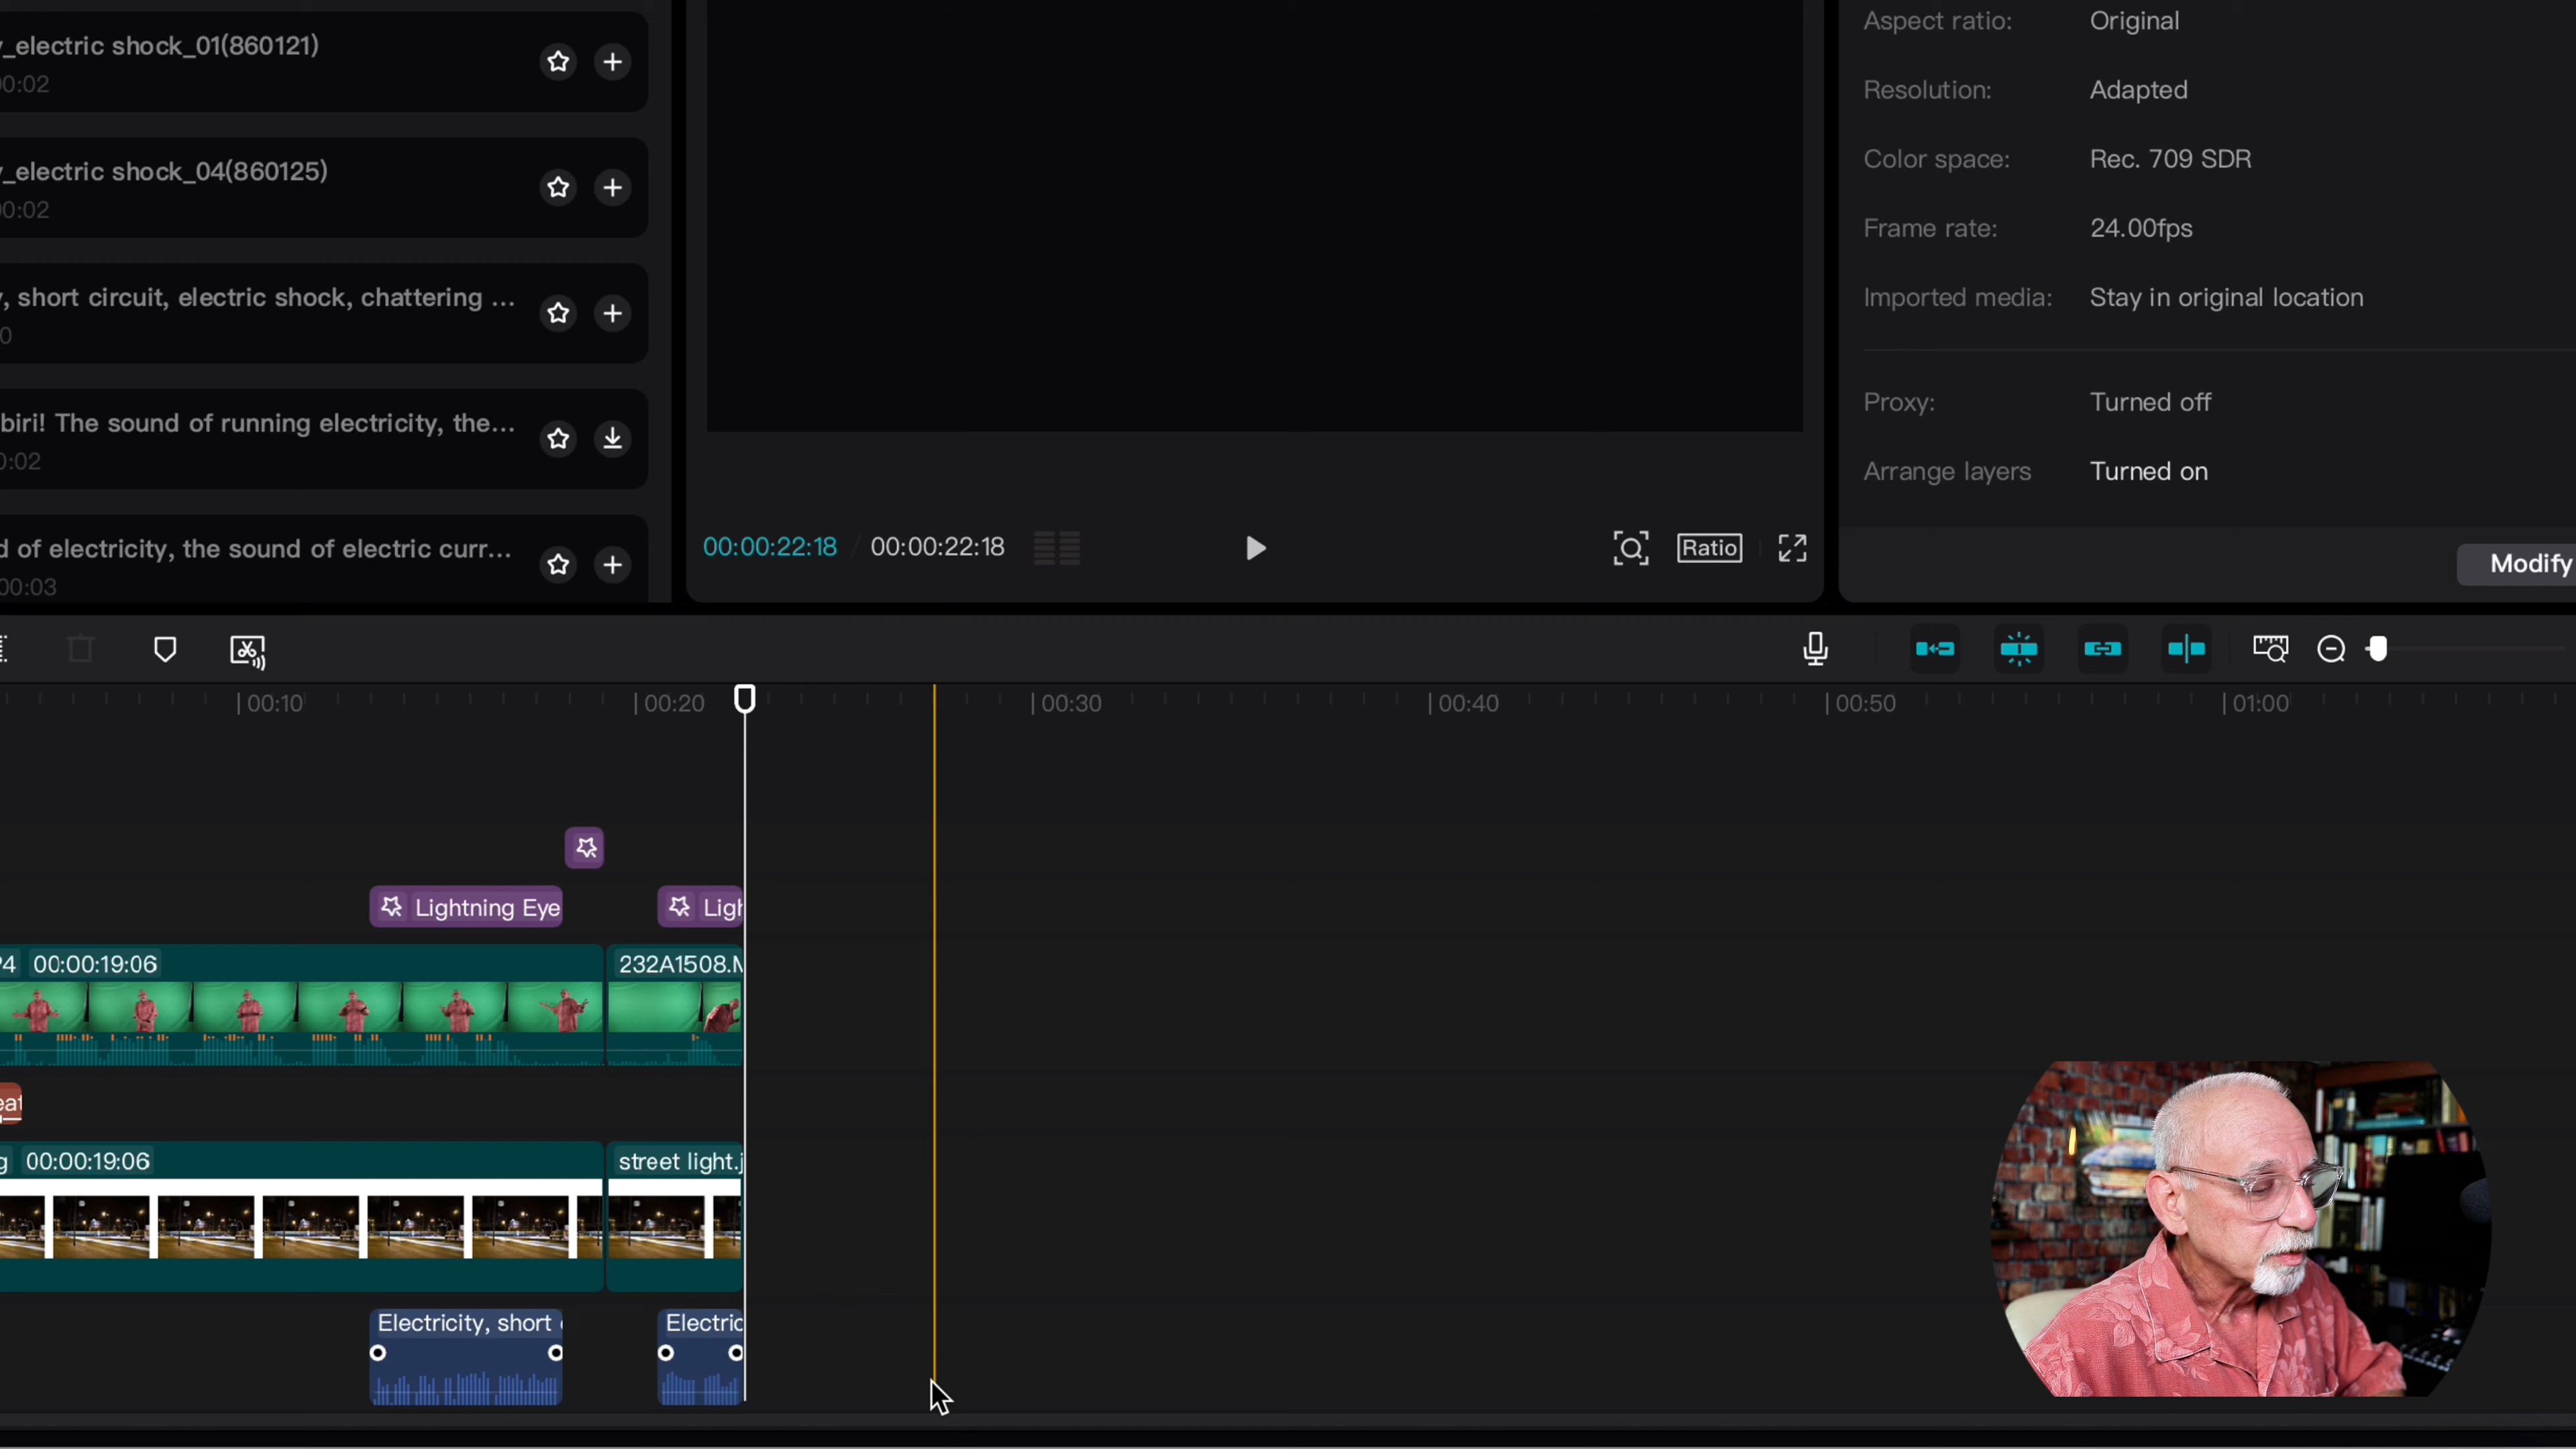 _electric shock_01(860121)
00:02
_electric shock_04(860125)
00:02
, short circuit, electric shock, chattering ...
0
biri! The sound of running electricity, the...
0:02
d of electricity, the sound of electric curr...
00:03
00:00:22:18 / 00:00:22:18
Ratio
Aspect ratio: Original
Resolution: Adapted
Color space: Rec. 709 SDR
Frame rate: 24.00fps
Imported media: Stay in original location
Proxy: Turned off
Arrange layers Turned on
Modify
00:10 00:20 00:30 00:40 00:50 01:00
Lightning Eye
Ligh
P4 00:00:19:06
232A1508.M
eat
g 00:00:19:06
street light.j
Electricity, short
Electric